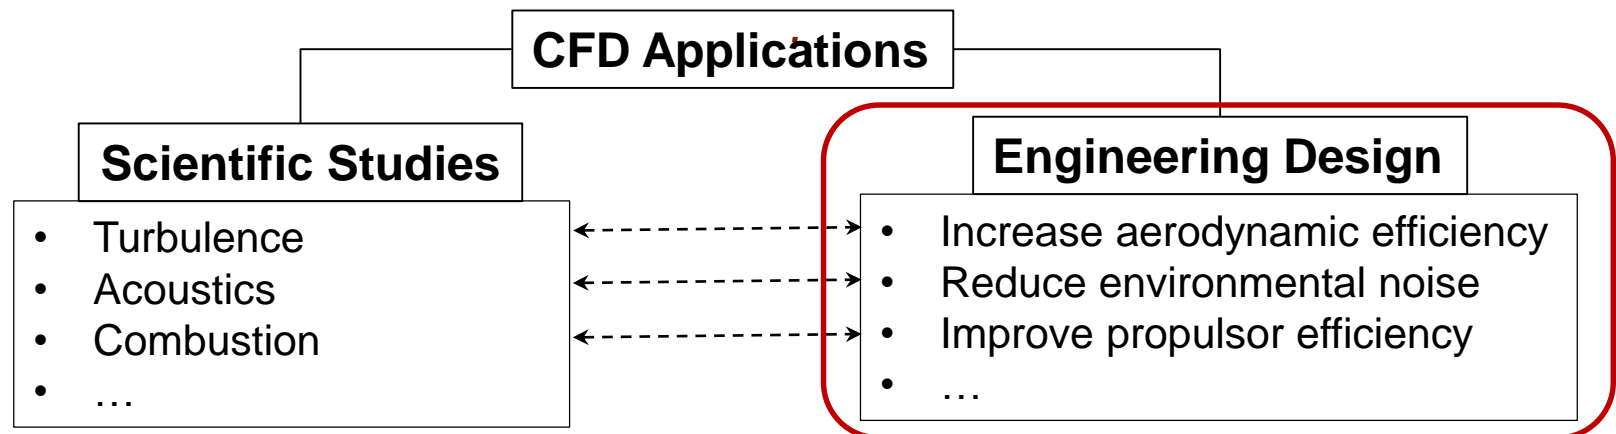 CFD Applications
Scientific Studies
• Turbulence
• Acoustics
• Combustion
• …
Engineering Design
• Increase aerodynamic efficiency
• Reduce environmental noise
• Improve propulsor efficiency
• …